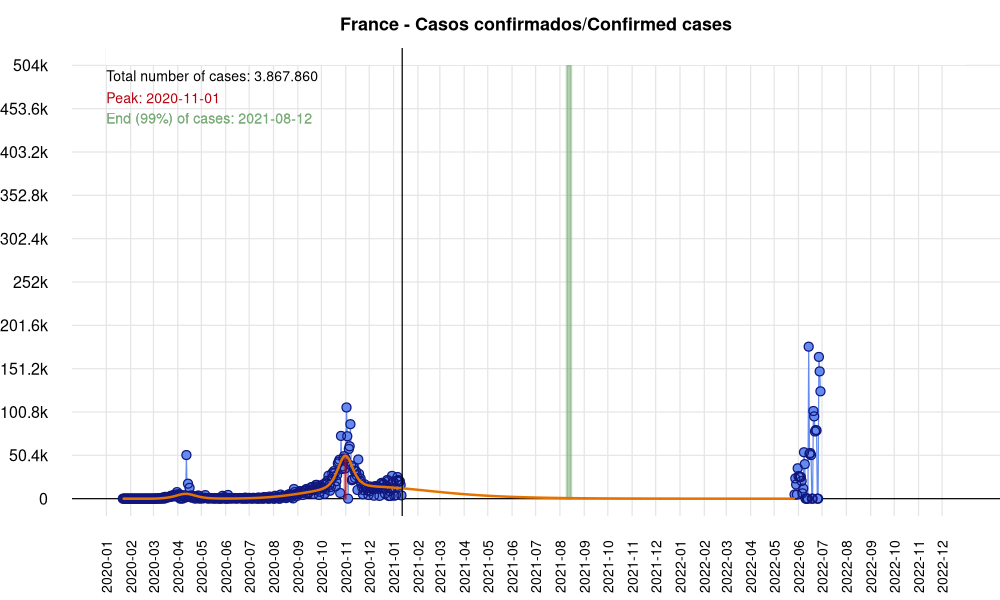 France - Casos confirmados/Confirmed cases
504k
453.6k
403.2k
352.8k
302.4k
252k
201.6k
151.2k
100.8k
50.4k
0
Total number of cases: 3.867.860
Peak: 2020-11-01
End (99%) of cases: 2021-08-12
2020-01
2020-02
2020-03
2020-04
2020-05
2020-06
2020-07
2020-08
2020-09
2020-10
2020-11
2020-12
2021-01
2021-02
2021-03
2021-04
2021-05
2021-06
2021-07
2021-08
2021-09
2021-10
2021-11
2021-12
2022-01
2022-02
2022-03
2022-04
2022-05
2022-06
2022-07
2022-08
2022-09
2022-10
2022-11
2022-12